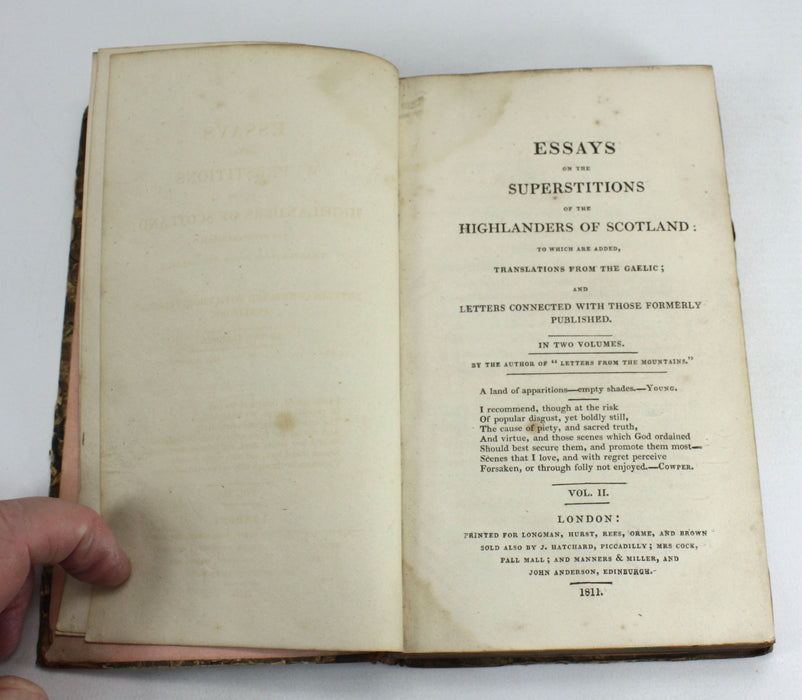 ESSAYS
ON THE
SUPERSTITIONS
OF THE
HIGHLANDERS OF SCOTLAND:
TO WHICH ARE ADDED,
TRANSLATIONS FROM THE GAELIC;
AND
LETTERS CONNECTED WITH THOSE FORMERLY
PUBLISHED.
IN TWO VOLUMES.
BY THE AUTHOR OF "LETTERS FROM THE MOUNTAINS."
A land of apparitions—empty shades.—YOUNG.
I recommend, though at the risk
Of popular disgust, yet boldly still,
The cause of piety, and sacred truth,
And virtue, and those scenes which God ordained
Should best secure them, and promote them most—
Scenes that I love, and with regret perceive
Forsaken, or through folly not enjoyed.—COWPER.
VOL. II.
LONDON:
PRINTED FOR LONGMAN, HURST, REES, ORME, AND BROWN
SOLD ALSO BY J. HATCHARD, PICCADILLY; MRS COCK,
PALL MALL; AND MANNERS & MILLER, AND
JOHN ANDERSON, EDINBURGH.
1811.